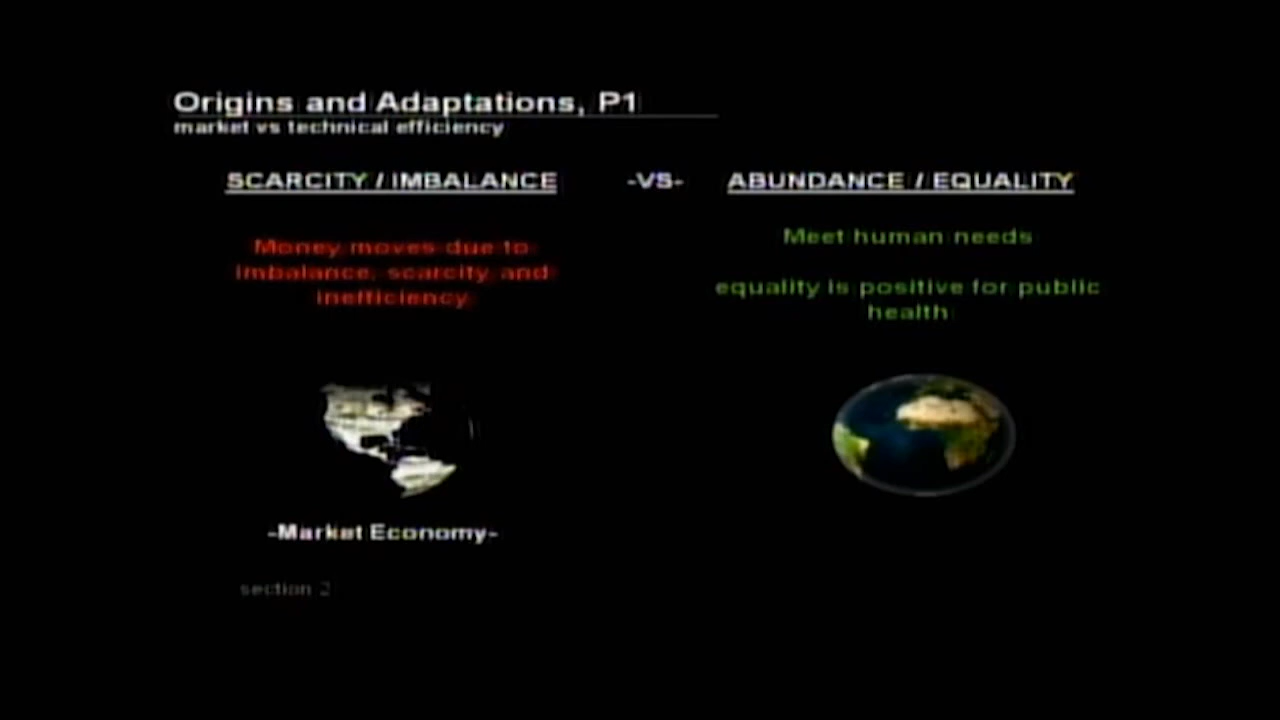 Origins and Adaptations, P1
market vs technical efficiency
SCARCITY / IMBALANCE -VS- ABUNDANCE / EQUALITY
Money moves due to
imbalance, scarcity and
inefficiency
Meet human needs
equality is positive for public
health
-Market Economy-
section 2